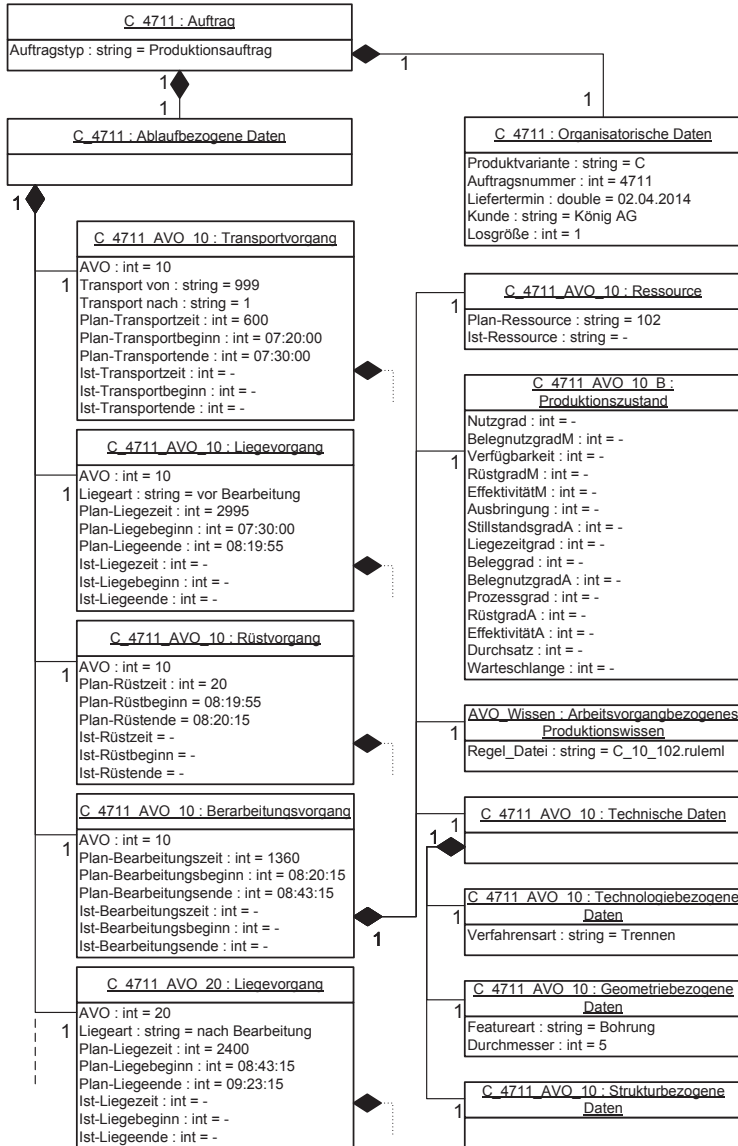 C_4711 : Auftrag
Auftragstyp : string = Produktionsauftrag
1
1
1
1
C_4711 : Ablaufbezogene Daten
1
C_4711 : Organisatorische Daten
Produktvariante : string = C
Auftragsnummer : int = 4711
Liefertermin : double = 02.04.2014
Kunde : string = König AG
Losgröße : int = 1
C_4711_AVO_10 : Transportvorgang
1
AVO : int = 10
Transport von : string = 999
Transport nach : string = 1
Plan-Transportzeit : int = 600
Plan-Transportbeginn : int = 07:20:00
Plan-Transportende : int = 07:30:00
Ist-Transportzeit : int = -
Ist-Transportbeginn : int = -
Ist-Transportende : int = -
C_4711_AVO_10 : Liegevorgang
1
AVO : int = 10
Liegeart : string = vor Bearbeitung
Plan-Liegezeit : int = 2995
Plan-Liegebeginn : int = 07:30:00
Plan-Liegeende : int = 08:19:55
Ist-Liegezeit : int = -
Ist-Liegebeginn : int = -
Ist-Liegeende : int = -
C_4711_AVO_10 : Rüstvorgang
1
AVO : int = 10
Plan-Rüstzeit : int = 20
Plan-Rüstbeginn = 08:19:55
Plan-Rüstende = 08:20:15
Ist-Rüstzeit = -
Ist-Rüstbeginn = -
Ist-Rüstende = -
C_4711_AVO_10 : Berarbeitungsvorgang
1
AVO : int = 10
Plan-Bearbeitungszeit : int = 1360
Plan-Bearbeitungsbeginn : int = 08:20:15
Plan-Bearbeitungsende : int = 08:43:15
Ist-Bearbeitungszeit : int = -
Ist-Bearbeitungsbeginn : int = -
Ist-Bearbeitungsende : int = -
1
C_4711_AVO_20 : Liegevorgang
1
AVO : int = 20
Liegeart : string = nach Bearbeitung
Plan-Liegezeit : int = 2400
Plan-Liegebeginn : int = 08:43:15
Plan-Liegeende : int = 09:23:15
Ist-Liegezeit : int = -
Ist-Liegebeginn : int = -
Ist-Liegeende : int = -
C_4711_AVO_10 : Ressource
1
Plan-Ressource : string = 102
Ist-Ressource : string = -
C_4711_AVO_10_B :
Produktionszustand
1
Nutzgrad : int = -
BelegnutzgradM : int = -
Verfügbarkeit : int = -
RüstgradM : int = -
EffektivitätM : int = -
Ausbringung : int = -
StillstandsgradA : int = -
Liegezeitgrad : int = -
Beleggrad : int = -
BelegnutzgradA : int = -
Prozessgrad : int = -
RüstgradA : int = -
EffektivitätA : int = -
Durchsatz : int = -
Warteschlange : int = -
AVO_Wissen : Arbeitsvorgangbezogenes
Produktionswissen
1
Regel_Datei : string = C_10_102.ruleml
C_4711_AVO_10 : Technische Daten
1
1
C_4711_AVO_10 : Technologiebezogene
Daten
1
Verfahrensart : string = Trennen
C_4711_AVO_10 : Geometriebezogene
Daten
1
Featureart : string = Bohrung
Durchmesser : int = 5
C_4711_AVO_10 : Strukturbezogene
Daten
1